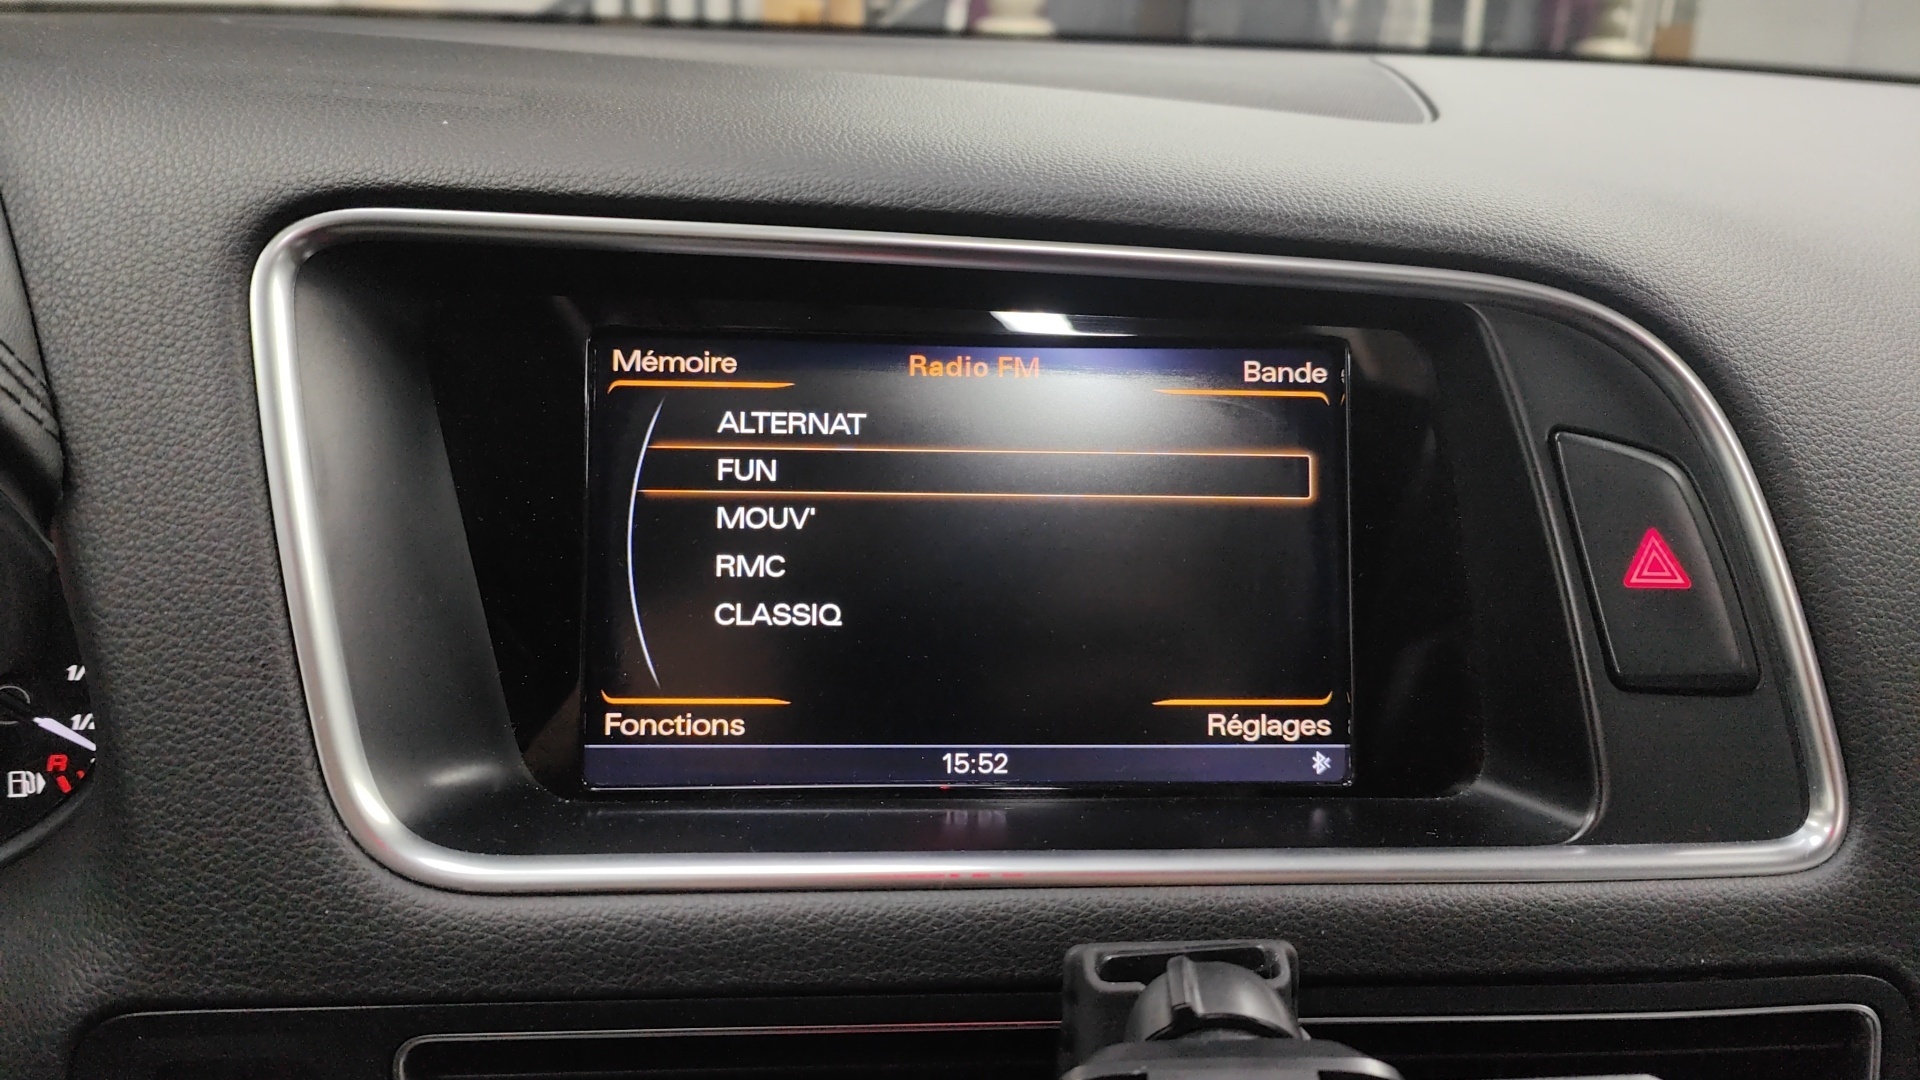 Mémoire
Radio FM
Bande
ALTERNAT
FUN
MOUV'
RMC
CLASSIQ
Fonctions
Réglages
15:52
R